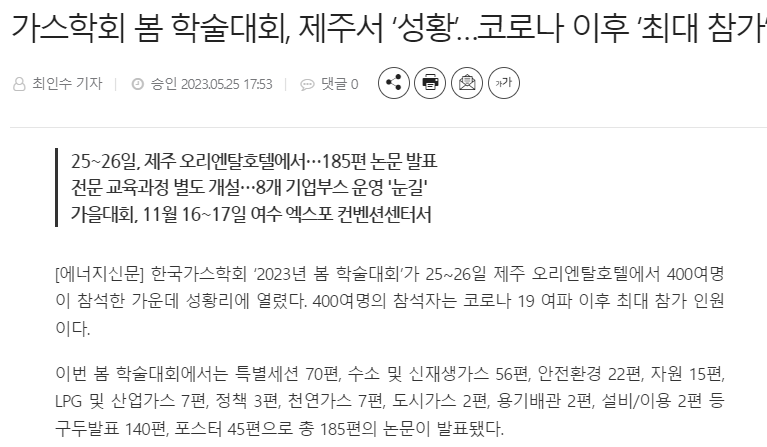 가스학회 봄 학술대회, 제주서 ‘성황’…코로나 이후 ‘최대 참가’
최인수 기자 승인 2023.05.25 17:53 댓글 0 가가
25~26일, 제주 오리엔탈호텔에서…185편 논문 발표
전문 교육과정 별도 개설…8개 기업부스 운영 '눈길'
가을대회, 11월 16~17일 여수 엑스포 컨벤션센터서
[에너지신문] 한국가스학회 ‘2023년 봄 학술대회’가 25~26일 제주 오리엔탈호텔에서 400여명
이 참석한 가운데 성황리에 열렸다. 400여명의 참석자는 코로나 19 여파 이후 최대 참가 인원
이다.
이번 봄 학술대회에서는 특별세션 70편, 수소 및 신재생가스 56편, 안전환경 22편, 자원 15편,
LPG 및 산업가스 7편, 정책 3편, 천연가스 7편, 도시가스 2편, 용기배관 2편, 설비/이용 2편 등
구두발표 140편, 포스터 45편으로 총 185편의 논문이 발표됐다.